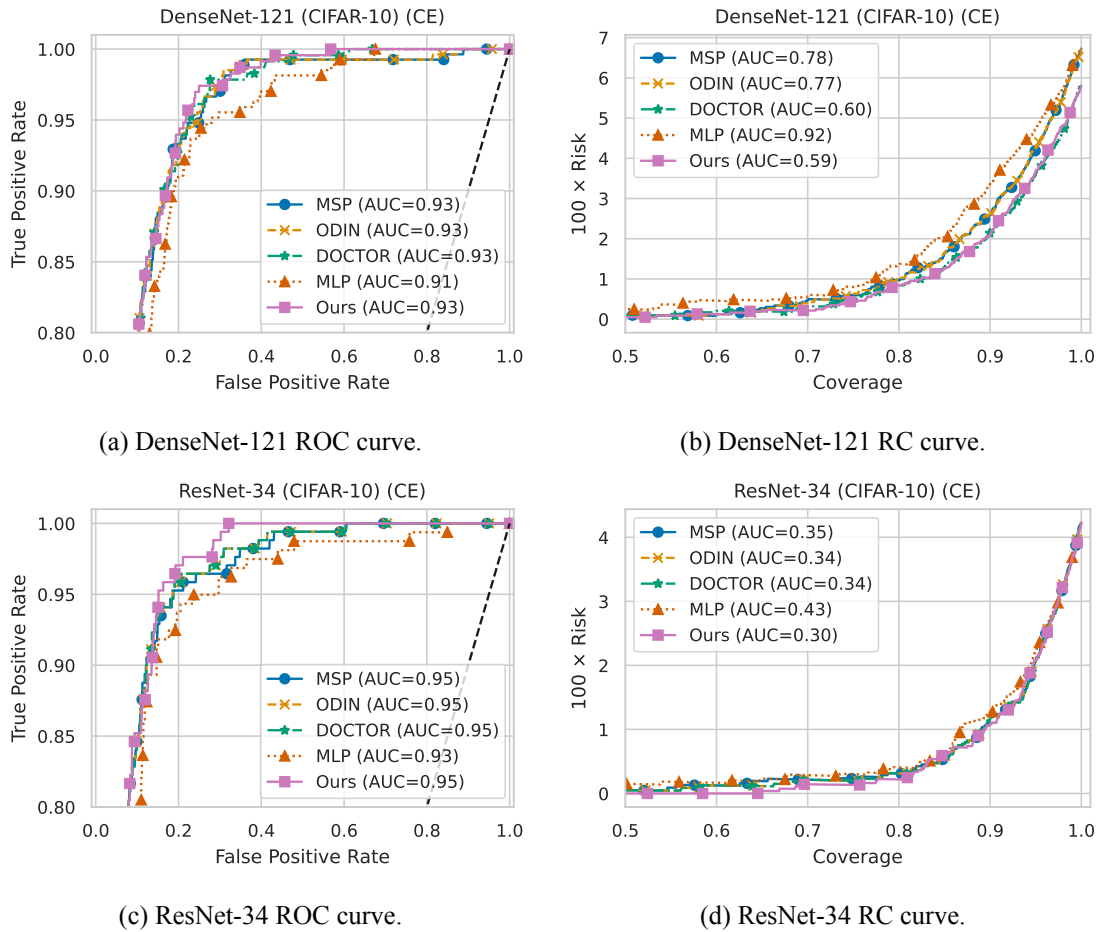 DenseNet-121 (CIFAR-10) (CE)
True Positive Rate
1.00
0.95
0.90
0.85
0.80
MSP (AUC=0.93)
ODIN (AUC=0.93)
DOCTOR (AUC=0.93)
MLP (AUC=0.91)
Ours (AUC=0.93)
0.0 0.2 0.4 0.6 0.8 1.0
False Positive Rate
(a) DenseNet-121 ROC curve.
DenseNet-121 (CIFAR-10) (CE)
100 × Risk
7
6
5
4
3
2
1
0
MSP (AUC=0.78)
ODIN (AUC=0.77)
DOCTOR (AUC=0.60)
MLP (AUC=0.92)
Ours (AUC=0.59)
0.5 0.6 0.7 0.8 0.9 1.0
Coverage
(b) DenseNet-121 RC curve.
ResNet-34 (CIFAR-10) (CE)
True Positive Rate
1.00
0.95
0.90
0.85
0.80
MSP (AUC=0.95)
ODIN (AUC=0.95)
DOCTOR (AUC=0.95)
MLP (AUC=0.93)
Ours (AUC=0.95)
0.0 0.2 0.4 0.6 0.8 1.0
False Positive Rate
(c) ResNet-34 ROC curve.
ResNet-34 (CIFAR-10) (CE)
100 × Risk
4
3
2
1
0
MSP (AUC=0.35)
ODIN (AUC=0.34)
DOCTOR (AUC=0.34)
MLP (AUC=0.43)
Ours (AUC=0.30)
0.5 0.6 0.7 0.8 0.9 1.0
Coverage
(d) ResNet-34 RC curve.